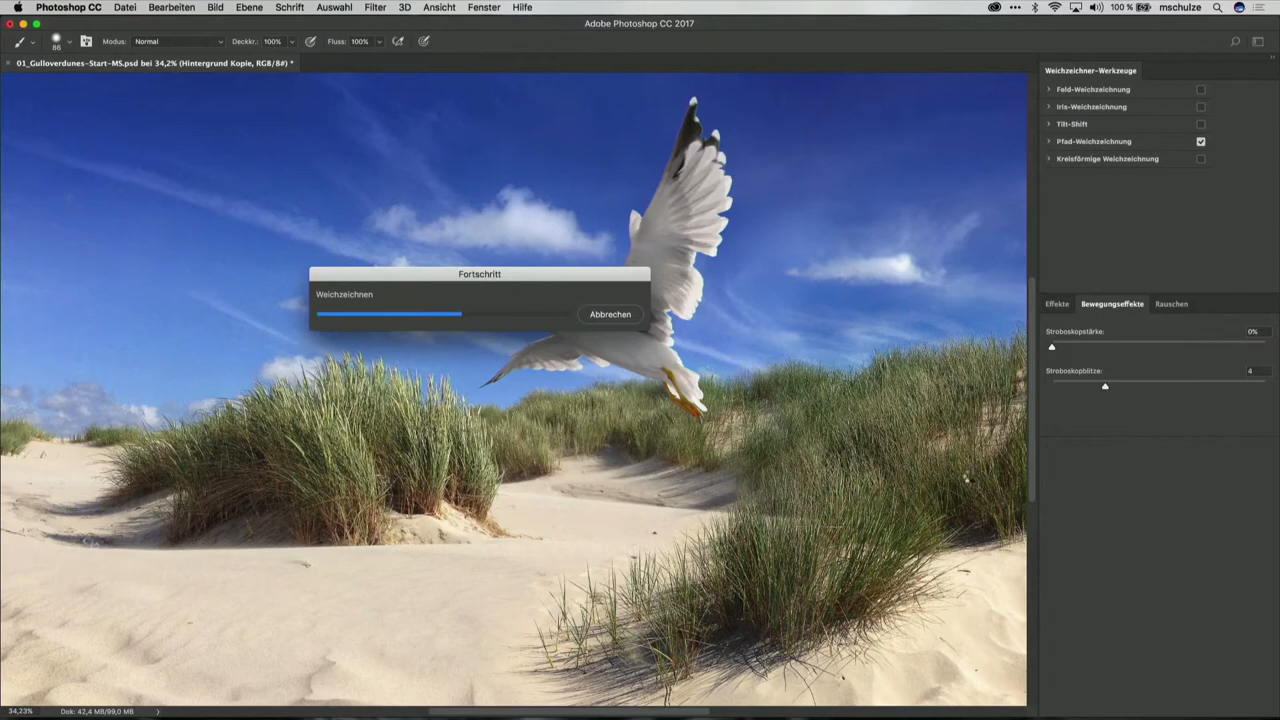 Photoshop CC Datei Bearbeiten Bild Ebene Schrift Auswahl Filter 3D Ansicht Fenster Hilfe 100 % mschulze
Adobe Photoshop CC 2017
86 Modus: Normal Deckkr.: 100% Fluss: 100%
01_Gulloverdunes-Start-MS.psd bei 34,2% (Hintergrund Kopie, RGB/8#) *
Weichzeichner-Werkzeuge
Feld-Weichzeichnung
Iris-Weichzeichnung
Tilt-Shift
Pfad-Weichzeichnung
Kreisförmige Weichzeichnung
Fortschritt
Weichzeichnen
Abbrechen
Effekte Bewegungseffekte Rauschen
Stroboskopstärke: 0%
Stroboskopblitze: 4
34,23% Dok: 42,4 MB/99,0 MB